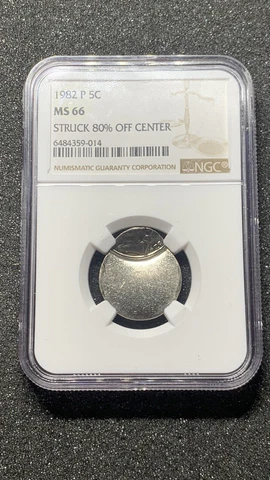 1982 P 5C
MS 66
STRUCK 80% OFF CENTER
6484359-014
NUMISMATIC GUARANTY CORPORATION
NGC